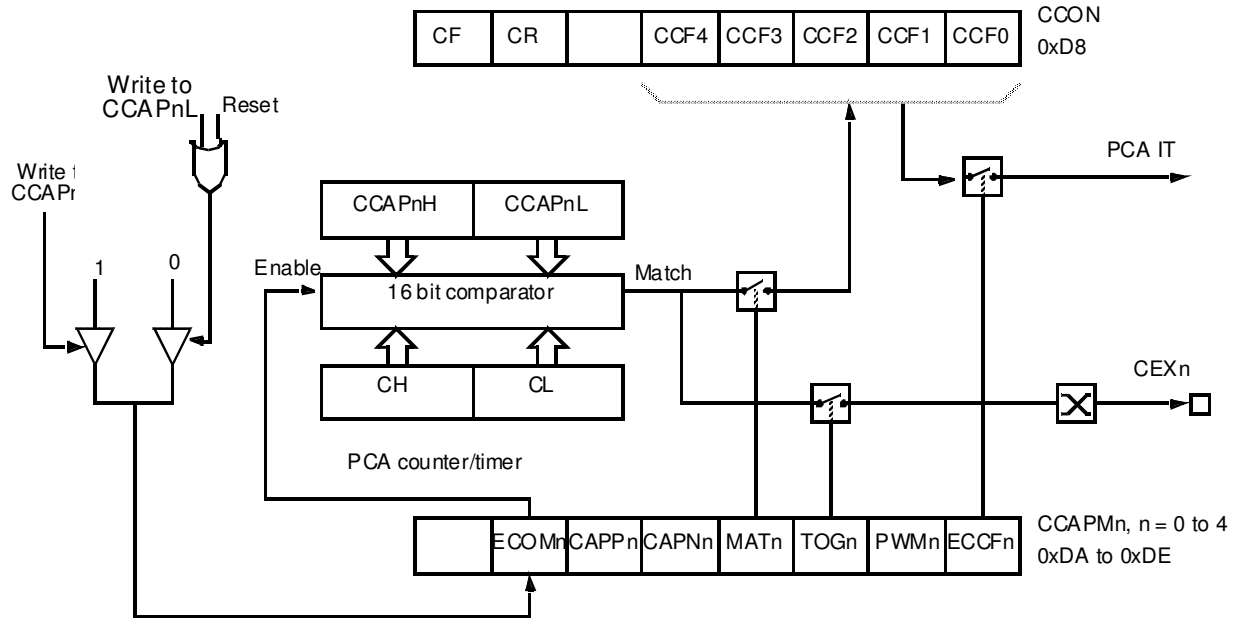 CF CR CCF4 CCF3 CCF2 CCF1 CCF0
CCON
0xD8
Write to
CCAPnL
Reset
Write
1
0
CCAPnH CCAPnL
Enable
16 bit comparator
Match
CH CL
PCA counter/timer
PCA IT
CEXn
ECOMn CAPPn CAPNn MATn TOGn PWMn ECCFn
CCAPMn, n = 0 to 4
0xDA to 0xDE